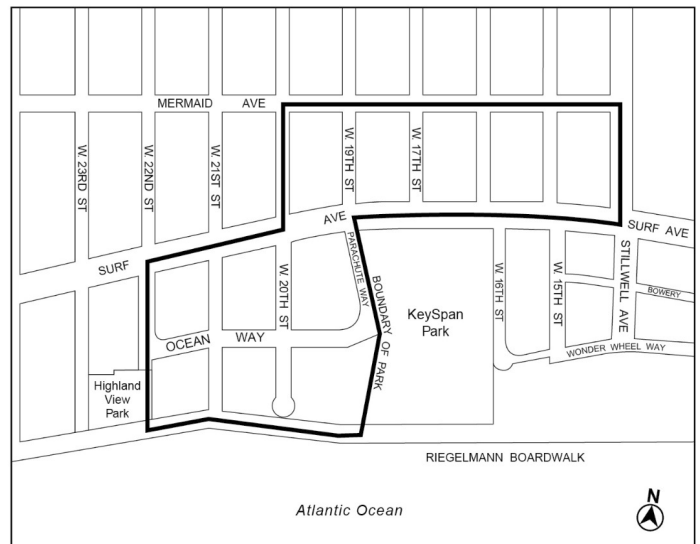 MERMAID AVE
W. 23RD ST
W. 22ND ST
W. 21ST ST
W. 19TH ST
W. 17TH ST
SURF AVE
SURF AVE
W. 20TH ST
PARACHUTE WAY
BOUNDARY OF PARK
KeySpan
Park
W. 16TH ST
W. 15TH ST
STILLWELL AVE
BOWERY
WONDER WHEEL WAY
OCEAN WAY
Highland
View
Park
RIEGELMANN BOARDWALK
Atlantic Ocean
N